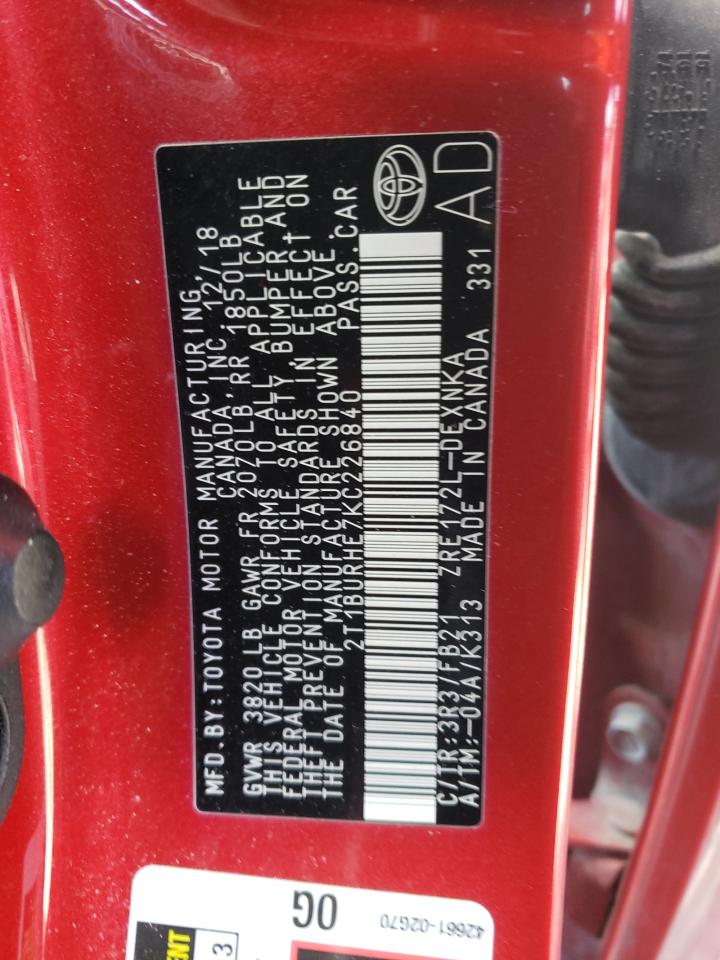 MFD.BY:TOYOTA MOTOR MANUFACTURING,
CANADA,INC. 12/18
GVWR 3820LB GAWR FR 2070LB,RR 1850LB
THIS VEHICLE CONFORMS TO ALL APPLICABLE
FEDERAL MOTOR VEHICLE SAFETY BUMPER,AND
THEFT PREVENTION STANDARDS IN EFFECT ON
THE DATE OF MANUFACTURE SHOWN ABOVE.
2T1BURHE7KC226840 PASS.CAR
C/TR:3R3/FB21 ZRE172L-DEXNKA
A/TM:-04A/K313 MADE IN CANADA 331
AD
0G
42661-02G70
3